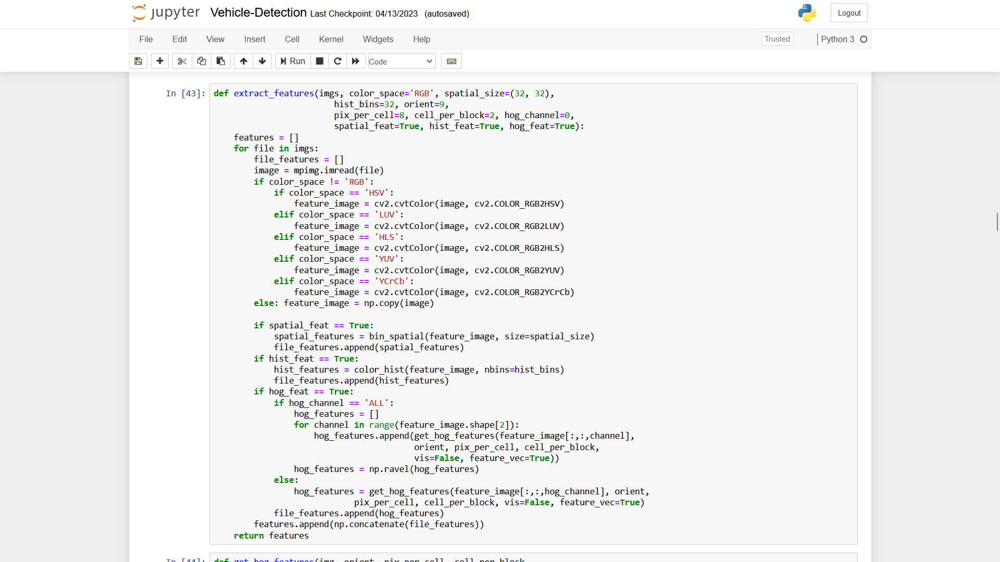 jupyter Vehicle-Detection Last Checkpoint: 04/13/2023 (autosaved) Logout
File Edit View Insert Cell Kernel Widgets Help Trusted Python 3
Run Code
In [43]: def extract_features(imgs, color_space='RGB', spatial_size=(32, 32),
                        hist_bins=32, orient=9,
                        pix_per_cell=8, cell_per_block=2, hog_channel=0,
                        spatial_feat=True, hist_feat=True, hog_feat=True):
    features = []
    for file in imgs:
        file_features = []
        image = mpimg.imread(file)
        if color_space != 'RGB':
            if color_space == 'HSV':
                feature_image = cv2.cvtColor(image, cv2.COLOR_RGB2HSV)
            elif color_space == 'LUV':
                feature_image = cv2.cvtColor(image, cv2.COLOR_RGB2LUV)
            elif color_space == 'HLS':
                feature_image = cv2.cvtColor(image, cv2.COLOR_RGB2HLS)
            elif color_space == 'YUV':
                feature_image = cv2.cvtColor(image, cv2.COLOR_RGB2YUV)
            elif color_space == 'YCrCb':
                feature_image = cv2.cvtColor(image, cv2.COLOR_RGB2YCrCb)
        else: feature_image = np.copy(image)
        if spatial_feat == True:
            spatial_features = bin_spatial(feature_image, size=spatial_size)
            file_features.append(spatial_features)
        if hist_feat == True:
            hist_features = color_hist(feature_image, nbins=hist_bins)
            file_features.append(hist_features)
        if hog_feat == True:
            if hog_channel == 'ALL':
                hog_features = []
                for channel in range(feature_image.shape[2]):
                    hog_features.append(get_hog_features(feature_image[:,:,channel],
                                        orient, pix_per_cell, cell_per_block,
                                        vis=False, feature_vec=True))
                hog_features = np.ravel(hog_features)
            else:
                hog_features = get_hog_features(feature_image[:,:,hog_channel], orient,
                            pix_per_cell, cell_per_block, vis=False, feature_vec=True)
            file_features.append(hog_features)
        features.append(np.concatenate(file_features))
    return features
In [44]: def get_hog_features(img, orient, pix_per_cell, cell_per_block,